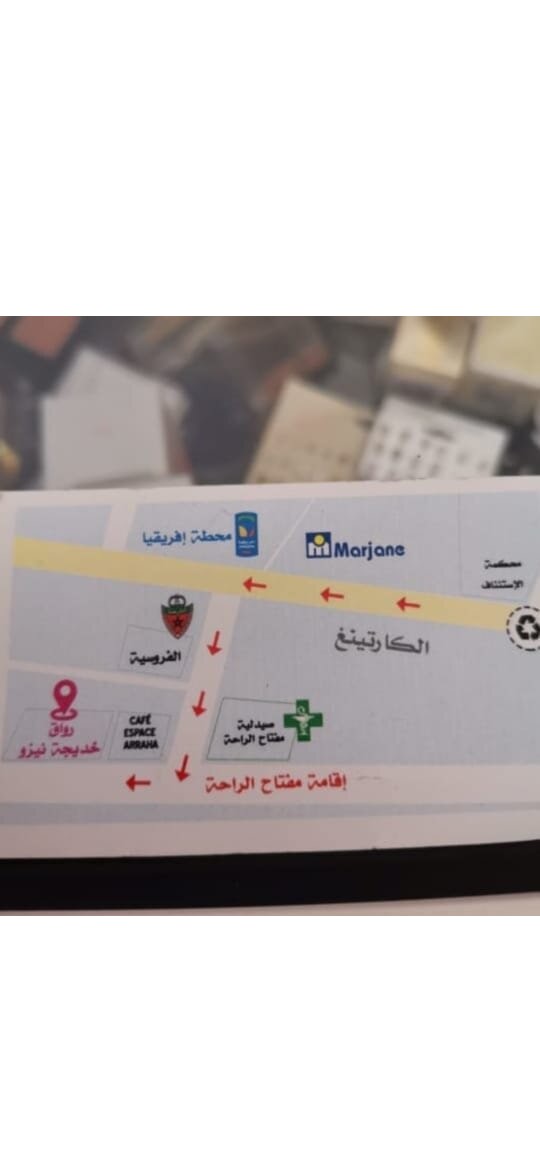 محطة إفريقيا
Marjane
محكمة
الإستئناف
الكارتينغ
الفروسية
رواق
خديجة نيزو
CAFÉ
ESPACE
ARRAHA
صيدلية
مفتاح الراحة
إقامة مفتاح الراحة